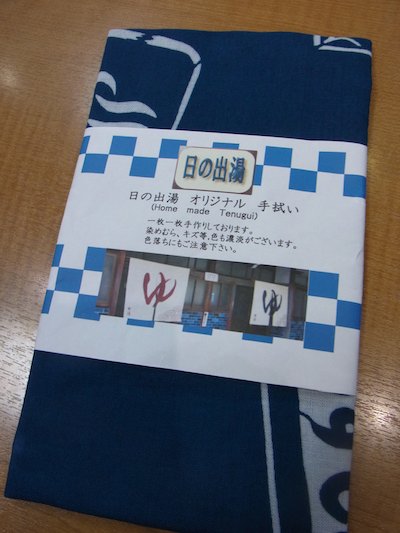 日の出湯
日の出湯 オリジナル 手拭い
(Home made Tenugui)
一枚一枚手作りしております。
染めむら、キズ等,色も濃淡がございます。
色落ちにもご注意下さい。
ゆ ゆ